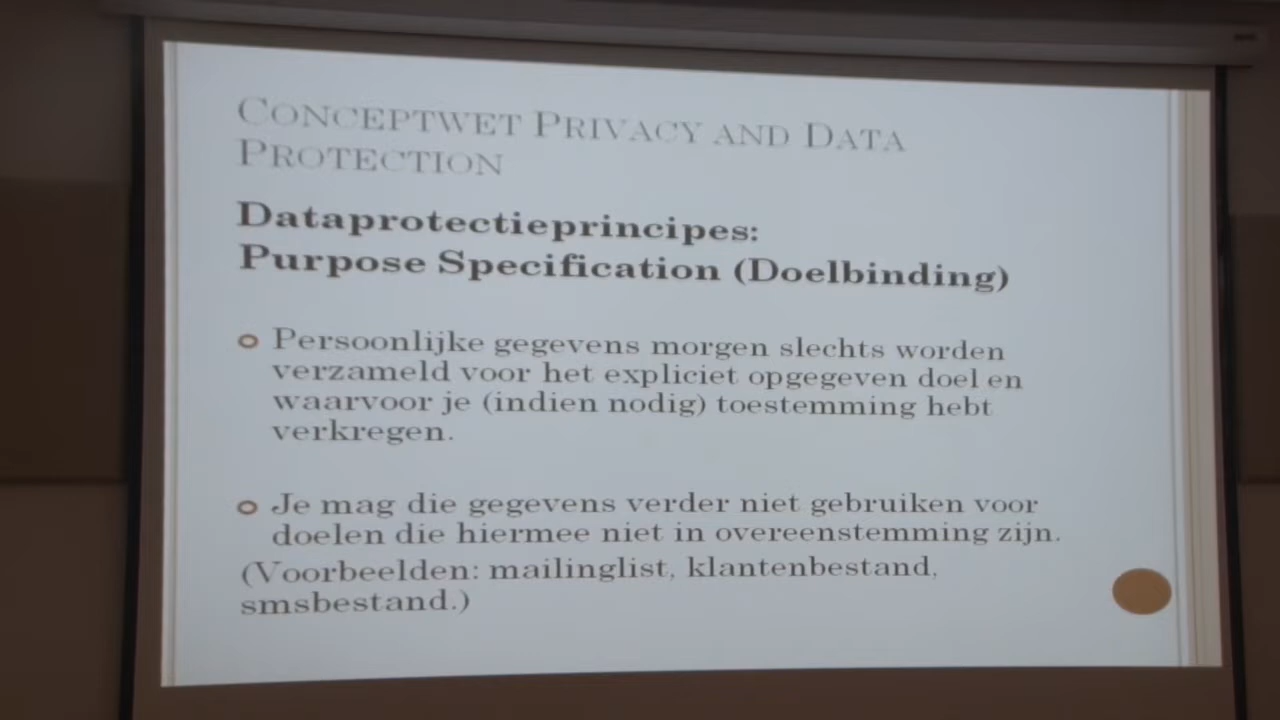 CONCEPTWET PRIVACY AND DATA
PROTECTION
Dataprotectieprincipes:
Purpose Specification (Doelbinding)
Persoonlijke gegevens morgen slechts worden
verzameld voor het expliciet opgegeven doel en
waarvoor je (indien nodig) toestemming hebt
verkregen.
Je mag die gegevens verder niet gebruiken voor
doelen die hiermee niet in overeenstemming zijn.
(Voorbeelden: mailinglist, klantenbestand,
smsbestand.)